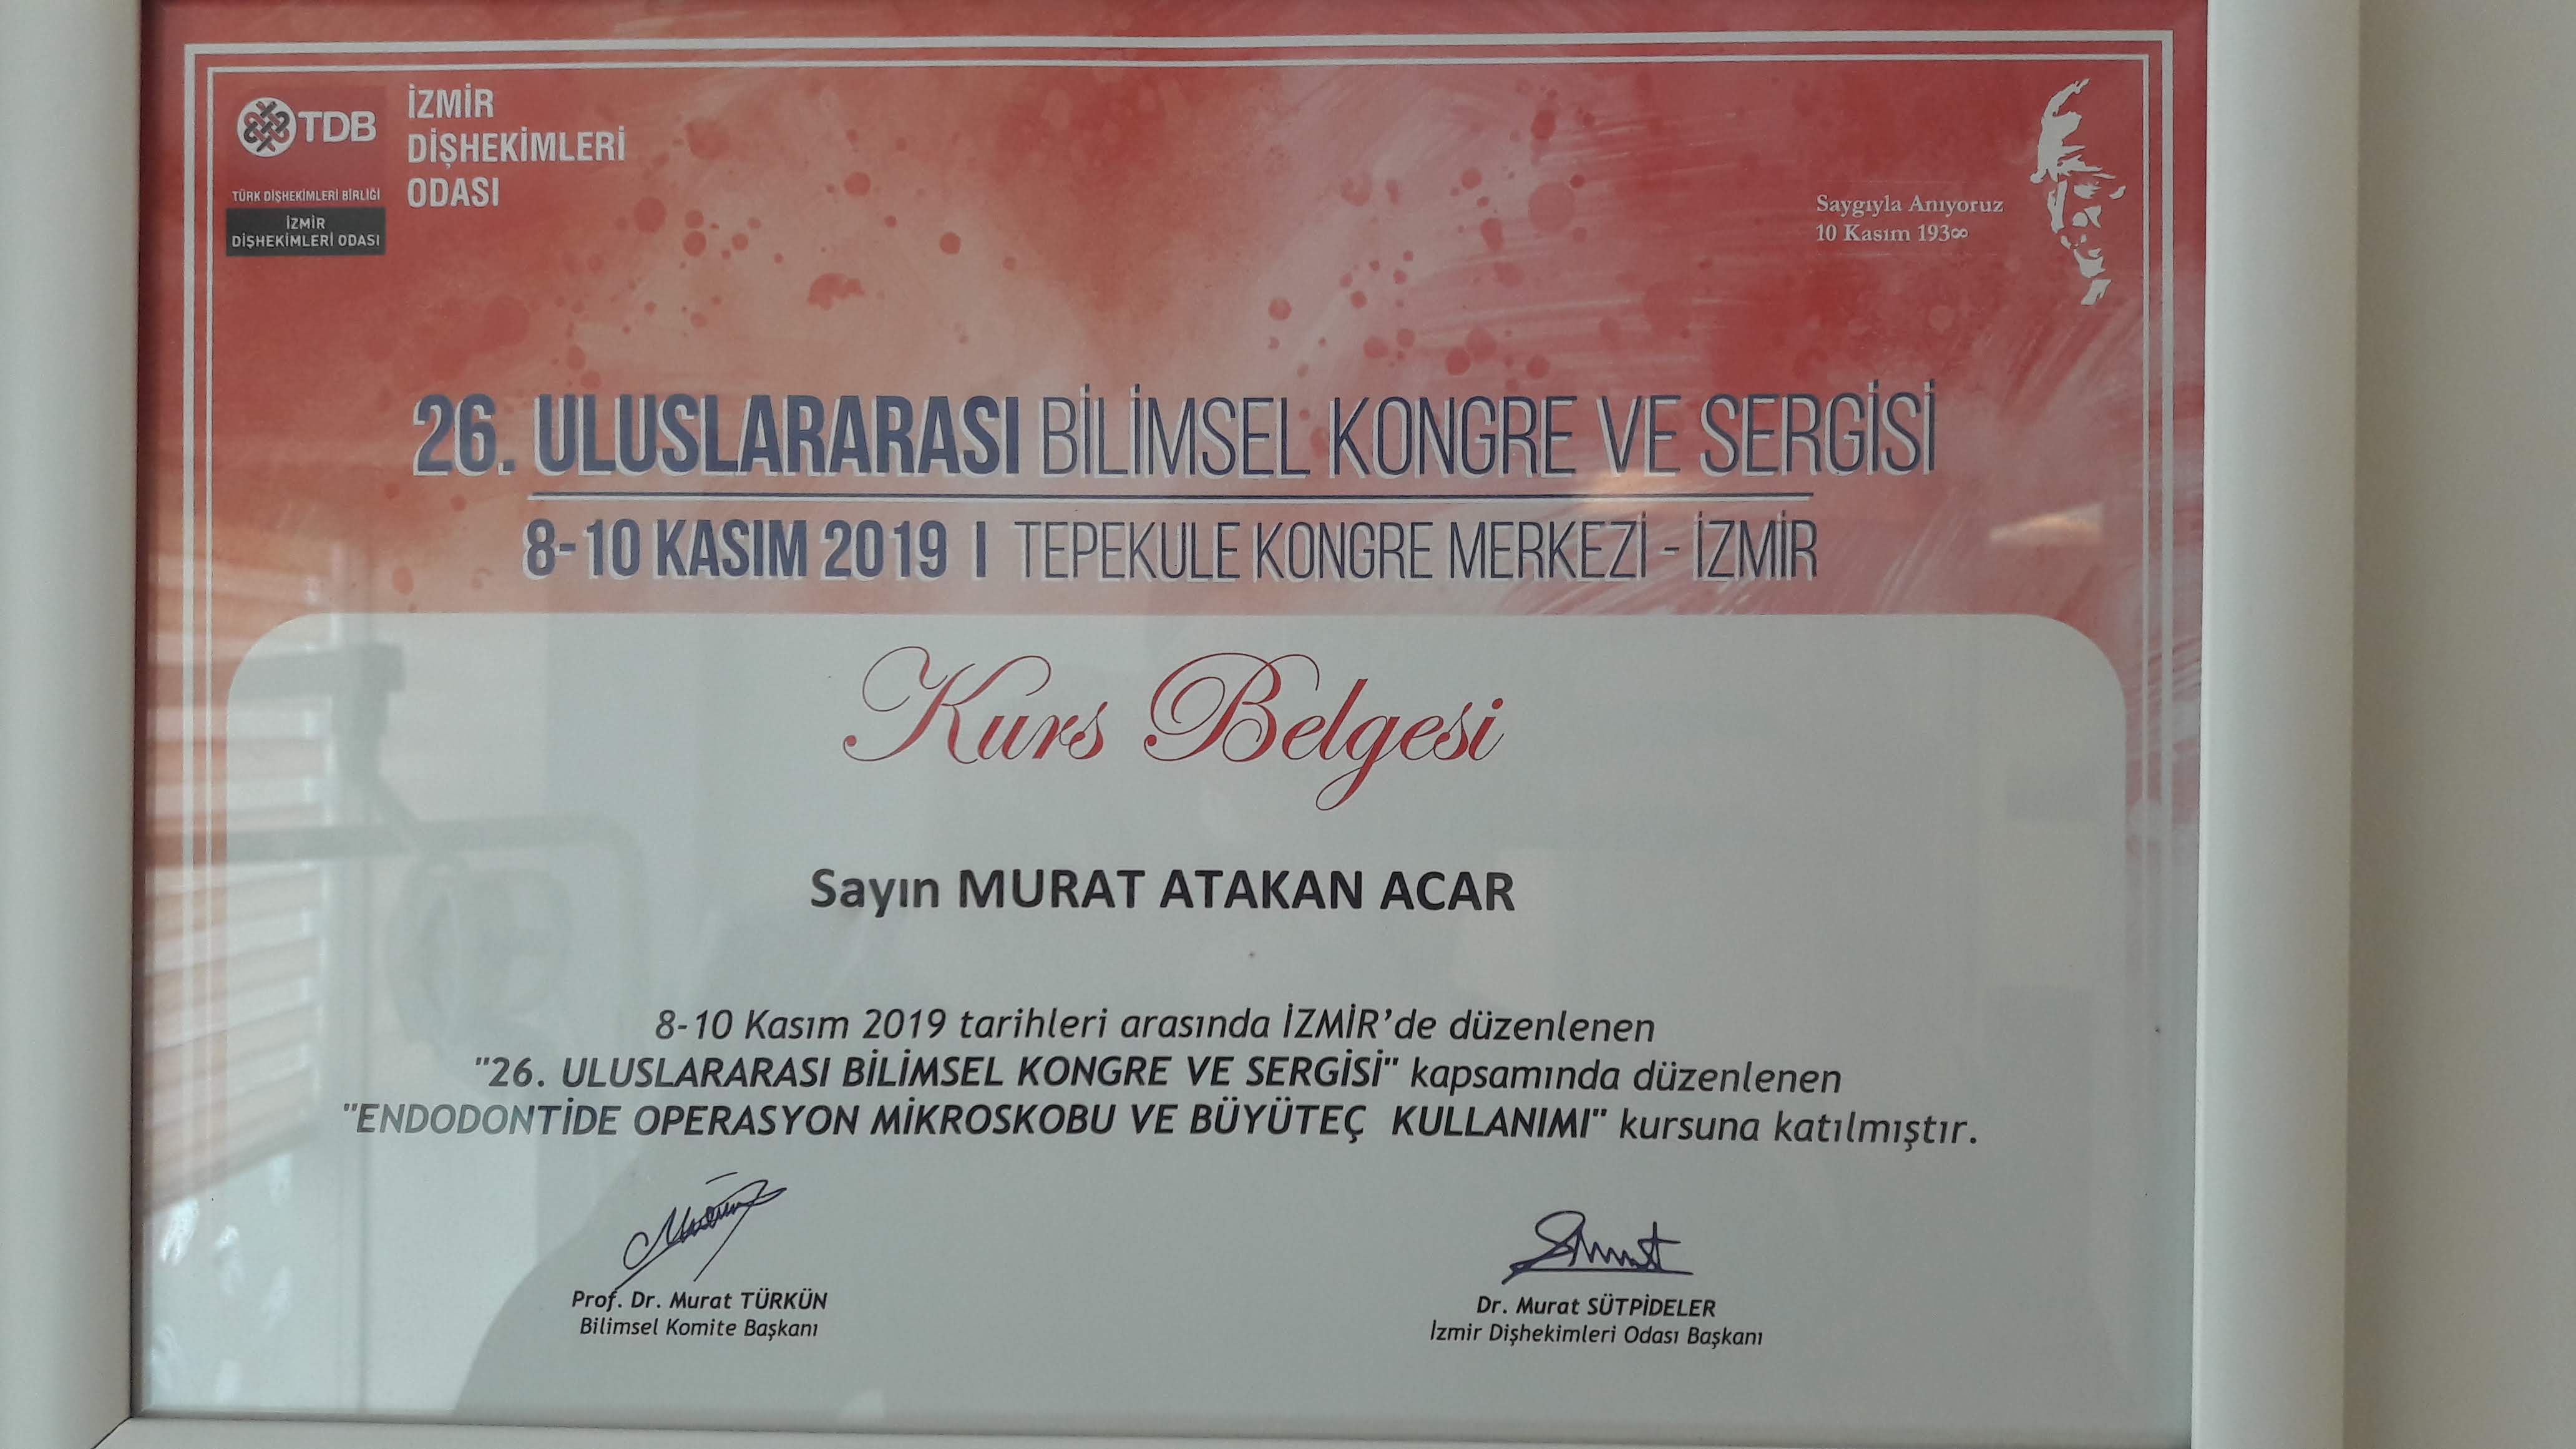 TDB
TÜRK DİŞHEKİMLERİ BİRLİĞİ
İZMİR
DİŞHEKİMLERİ ODASI
İZMİR
DİŞHEKİMLERİ
ODASI
Saygıyla Anıyoruz
10 Kasım 193∞
26. ULUSLARARASI BİLİMSEL KONGRE VE SERGİSİ
8-10 KASIM 2019 | TEPEKULE KONGRE MERKEZİ - İZMİR
Kurs Belgesi
Sayın MURAT ATAKAN ACAR
8-10 Kasım 2019 tarihleri arasında İZMİR’de düzenlenen
"26. ULUSLARARASI BİLİMSEL KONGRE VE SERGİSİ" kapsamında düzenlenen
"ENDODONTİDE OPERASYON MİKROSKOBU VE BÜYÜTEÇ KULLANIMI" kursuna katılmıştır.
Prof. Dr. Murat TÜRKÜN
Bilimsel Komite Başkanı
Dr. Murat SÜTPİDELER
İzmir Dişhekimleri Odası Başkanı